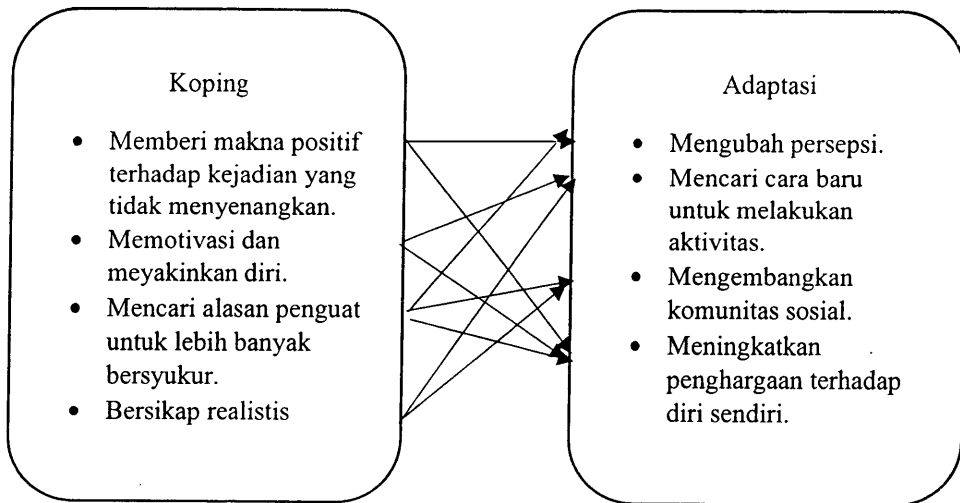 Koping
• Memberi makna positif
terhadap kejadian yang
tidak menyenangkan.
• Memotivasi dan
meyakinkan diri.
• Mencari alasan penguat
untuk lebih banyak
bersyukur.
• Bersikap realistis
Adaptasi
• Mengubah persepsi.
• Mencari cara baru
untuk melakukan
aktivitas.
• Mengembangkan
komunitas sosial.
• Meningkatkan
penghargaan terhadap
diri sendiri.